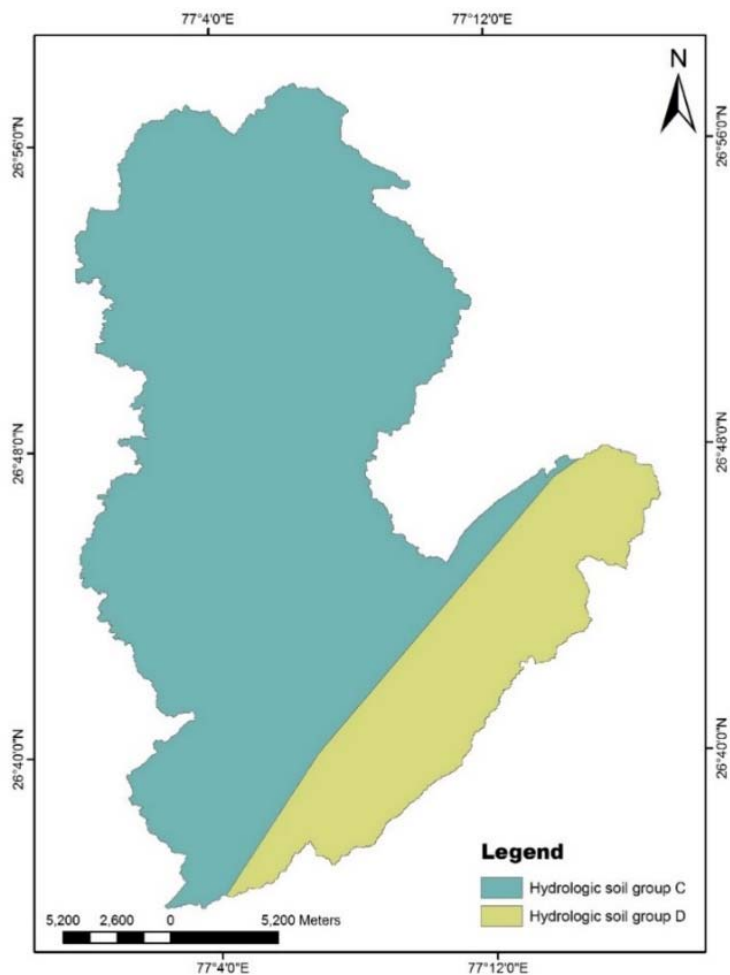 77°4'0"E 77°12'0"E
N
26°56'0"N 26°56'0"N
26°48'0"N 26°48'0"N
26°40'0"N 26°40'0"N
Legend
Hydrologic soil group C
Hydrologic soil group D
5,200 2,600 0 5,200 Meters
77°4'0"E 77°12'0"E